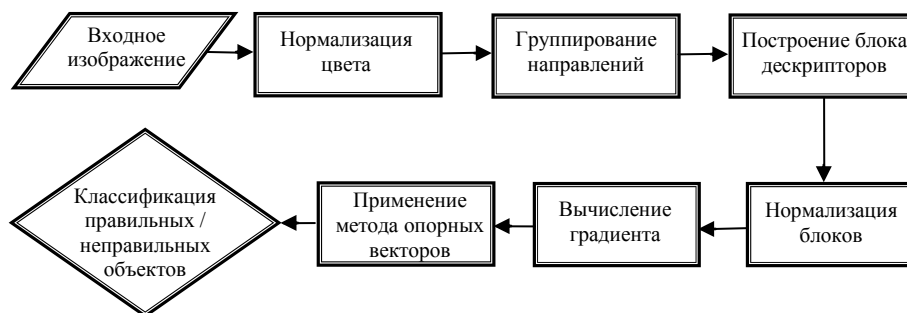 Входное
изображение
Нормализация
цвета
Группирование
направлений
Построение блока
дескрипторов
Нормализация
блоков
Вычисление
градиента
Применение
метода опорных
векторов
Классификация
правильных /
неправильных
объектов